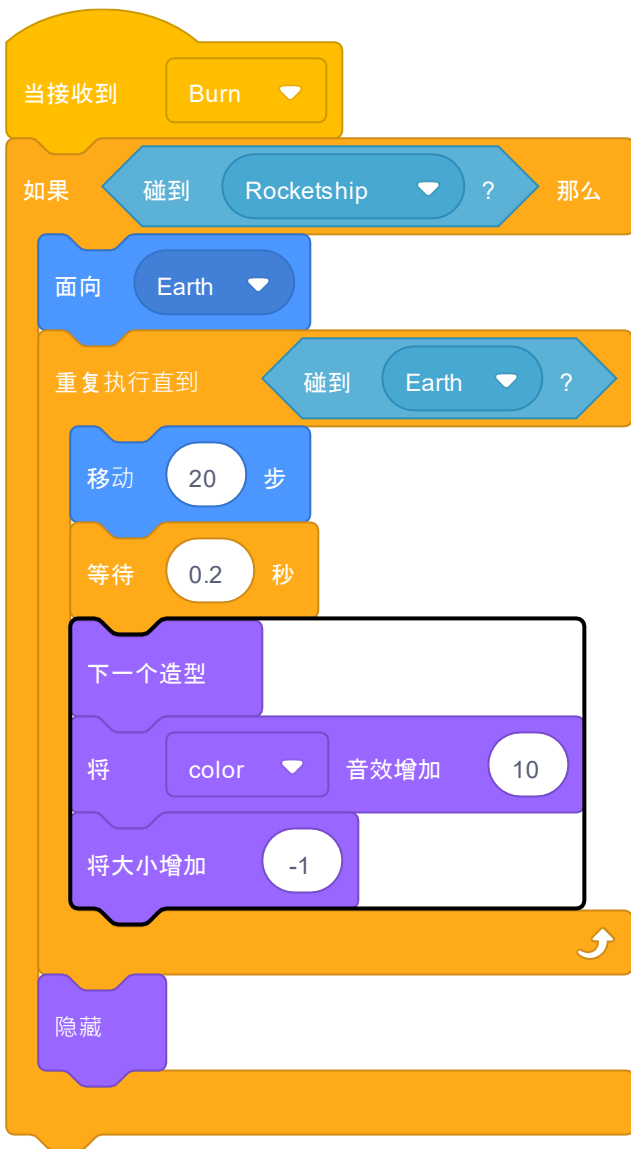 当接收到 Burn
如果 碰到 Rocketship ? 那么
面向 Earth
重复执行直到 碰到 Earth ?
移动 20 步
等待 0.2 秒
下一个造型
将 color 音效增加 10
将大小增加 -1
隐藏